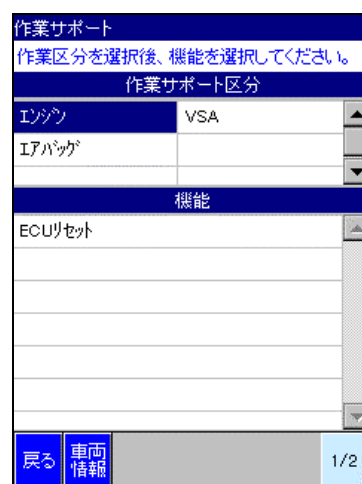 作業サポート
作業区分を選択後、機能を選択してください。
作業サポート区分
ｴﾝｼﾞﾝ VSA
ｴｱﾊﾞｯｸﾞ
機能
ECUﾘｾｯﾄ
戻る 車両情報 1/2